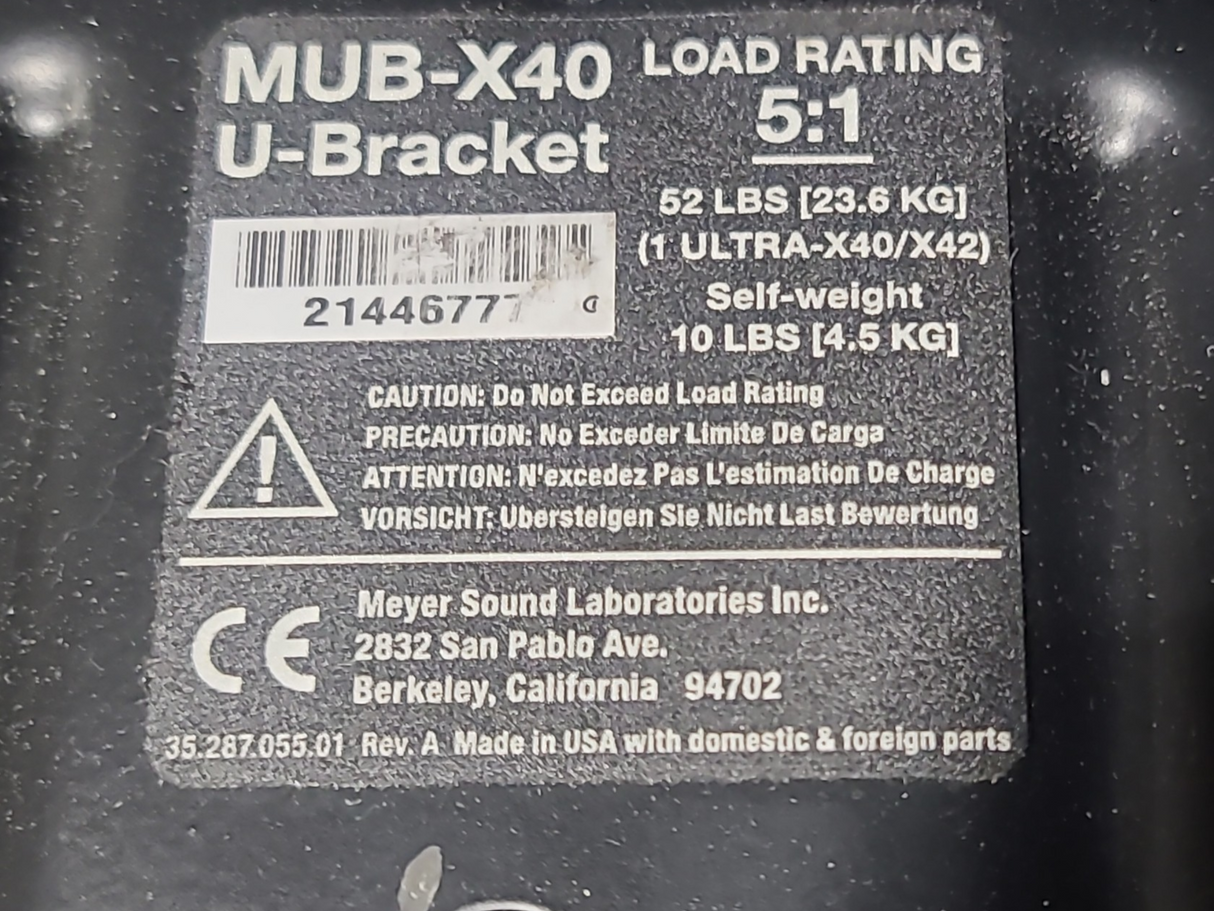 MUB-X40
U-Bracket
LOAD RATING
5:1
52 LBS [23.6 KG]
(1 ULTRA-X40/X42)
Self-weight
10 LBS [4.5 KG]
CAUTION: Do Not Exceed Load Rating
PRECAUTION: No Exceder Limite De Carga
ATTENTION: N'excedez Pas L'estimation De Charge
VORSICHT: Ubersteigen Sie Nicht Last Bewertung
CE
Meyer Sound Laboratories Inc.
2832 San Pablo Ave.
Berkeley, California 94702
35.287.055.01 Rev. A Made in USA with domestic & foreign parts